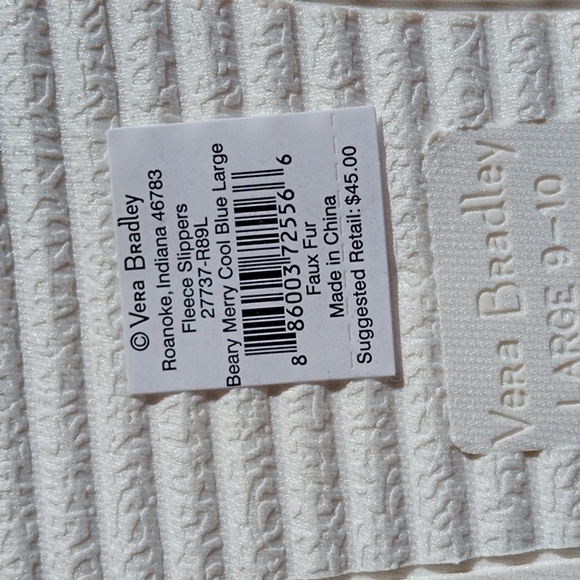 © Vera Bradley
Roanoke, Indiana 46783
Fleece Slippers
27737-R89L
Beary Merry Cool Blue Large
8 86003 72556 6
Faux Fur
Made in China
Suggested Retail: $45.00
Vera Bradley
LARGE 9-10